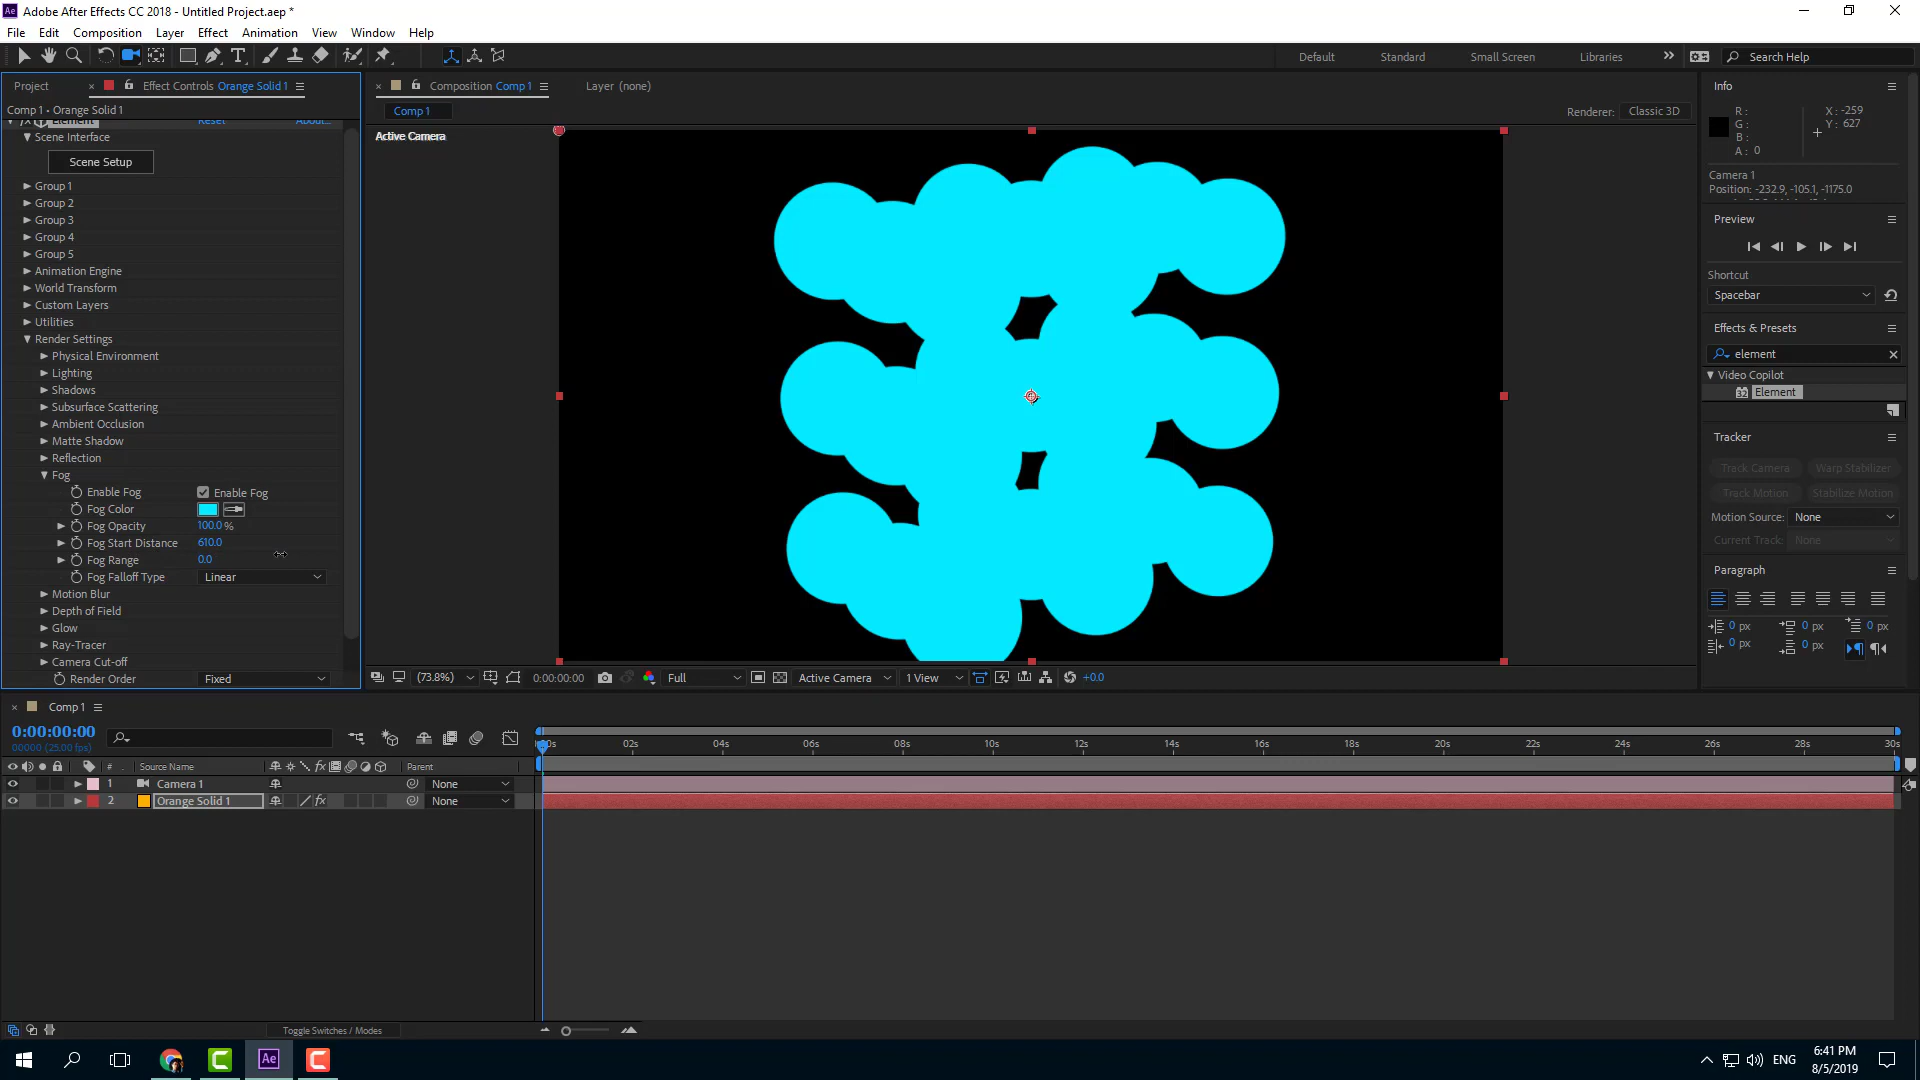 Adobe After Effects CC 2018 - Untitled Project.aep *
File Edit Composition Layer Effect Animation View Window Help
Default Standard Small Screen Libraries Search Help
Project Effect Controls Orange Solid 1
Comp 1 • Orange Solid 1
Element Reset About...
Scene Interface
Scene Setup
Group 1
Group 2
Group 3
Group 4
Group 5
Animation Engine
World Transform
Custom Layers
Utilities
Render Settings
Physical Environment
Lighting
Shadows
Subsurface Scattering
Ambient Occlusion
Matte Shadow
Reflection
Fog
Enable Fog Enable Fog
Fog Color
Fog Opacity 100.0 %
Fog Start Distance 610.0
Fog Range 0.0
Fog Falloff Type Linear
Motion Blur
Depth of Field
Glow
Ray-Tracer
Camera Cut-off
Render Order Fixed
Composition Comp 1 Layer (none)
Comp 1 Renderer: Classic 3D
Active Camera
(73.8%) 0:00:00:00 Full Active Camera 1 View +0.0
Info
R : X : -259
G : Y : 627
B :
A : 0
Camera 1
Position: -232.9, -105.1, -1175.0
Preview
Shortcut
Spacebar
Effects & Presets
element
Video Copilot
32 Element
Tracker
Track Camera Warp Stabilizer
Track Motion Stabilize Motion
Motion Source: None
Current Track: None
Paragraph
0 px 0 px 0 px
0 px 0 px
Comp 1
0:00:00:00
00000 (25.00 fps)
# Source Name Parent
1 Camera 1 None
2 Orange Solid 1 None
00s 02s 04s 06s 08s 10s 12s 14s 16s 18s 20s 22s 24s 26s 28s 30s
Toggle Switches / Modes
ENG
6:41 PM
8/5/2019